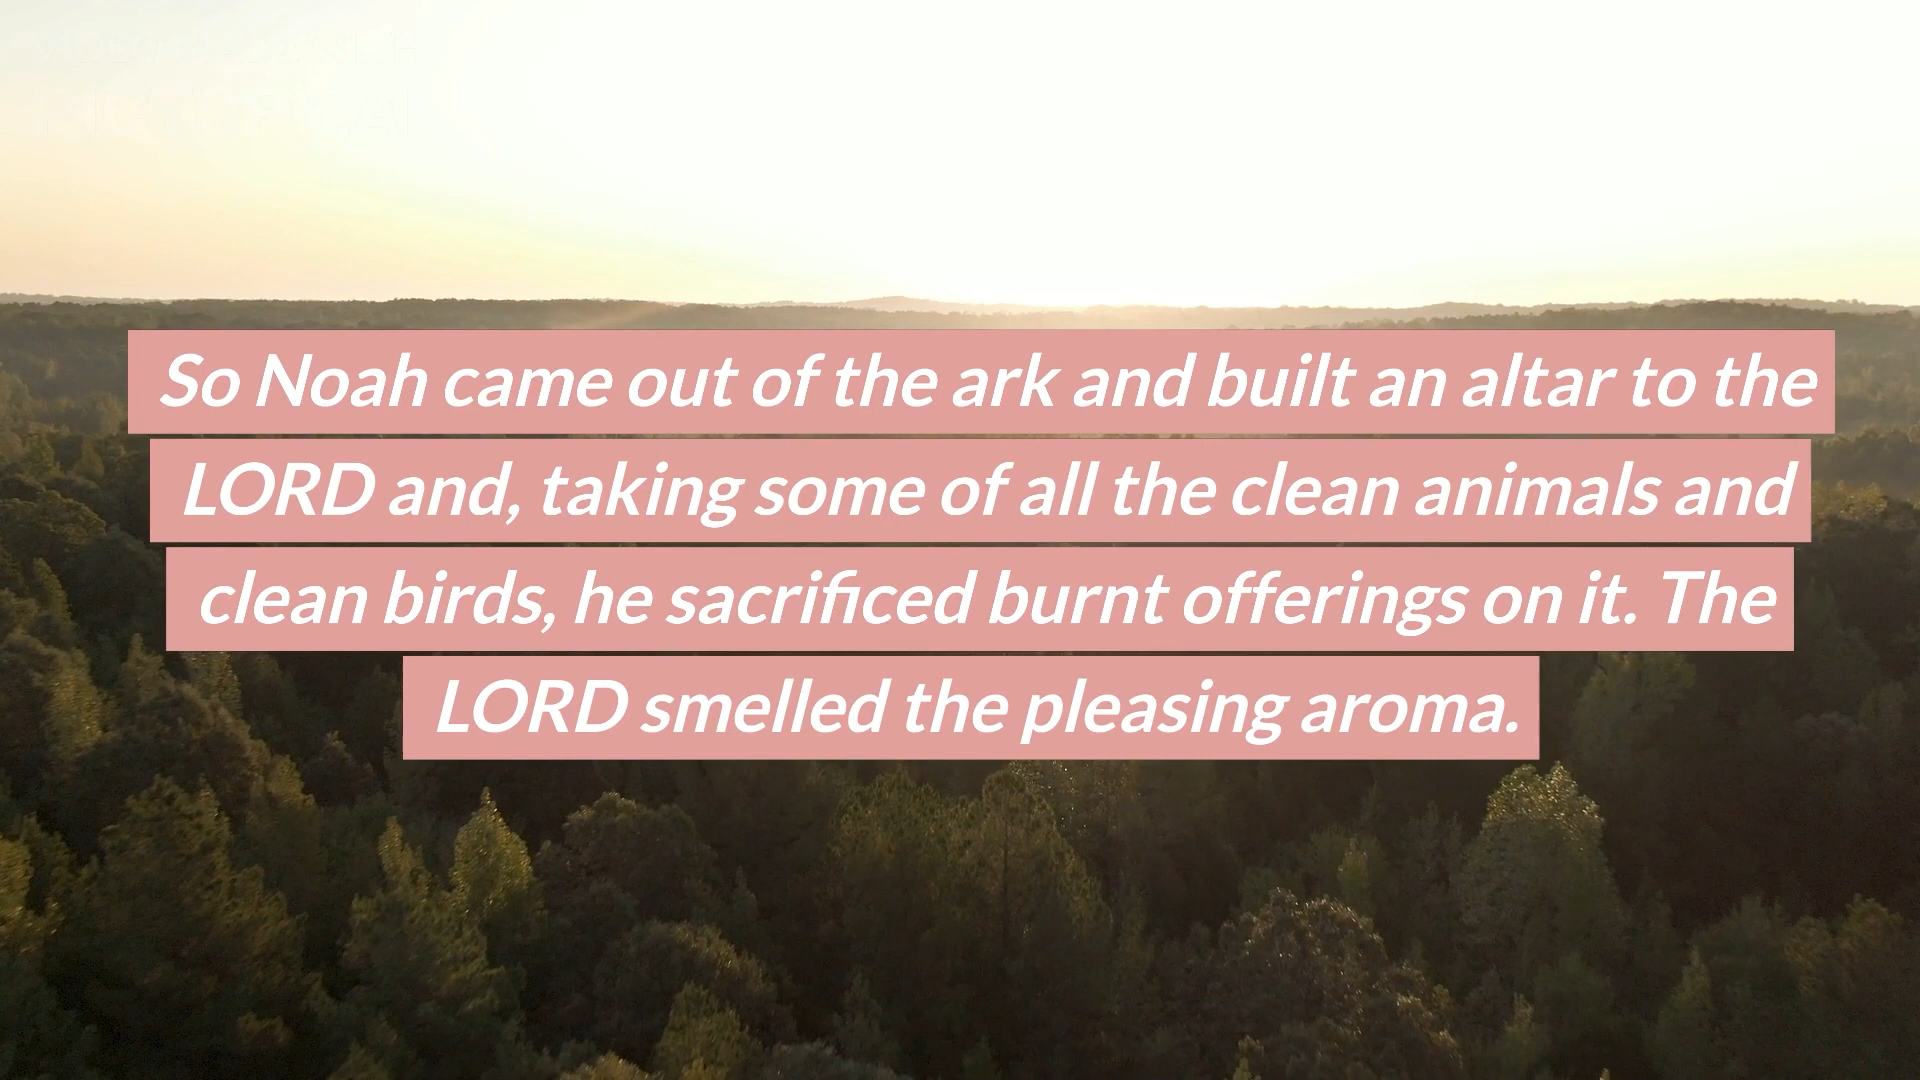 So Noah came out of the ark and built an altar to the
LORD and, taking some of all the clean animals and
clean birds, he sacrificed burnt offerings on it. The
LORD smelled the pleasing aroma.